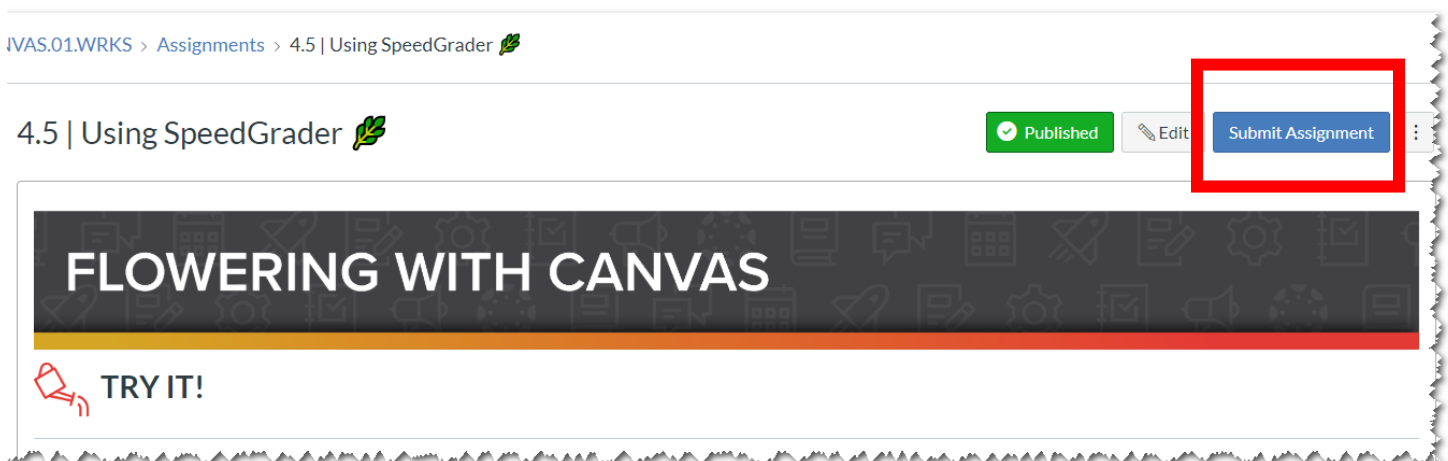 IVAS.01.WRKS > Assignments > 4.5 | Using SpeedGrader
4.5 | Using SpeedGrader
Published
Edit
Submit Assignment
FLOWERING WITH CANVAS
TRY IT!